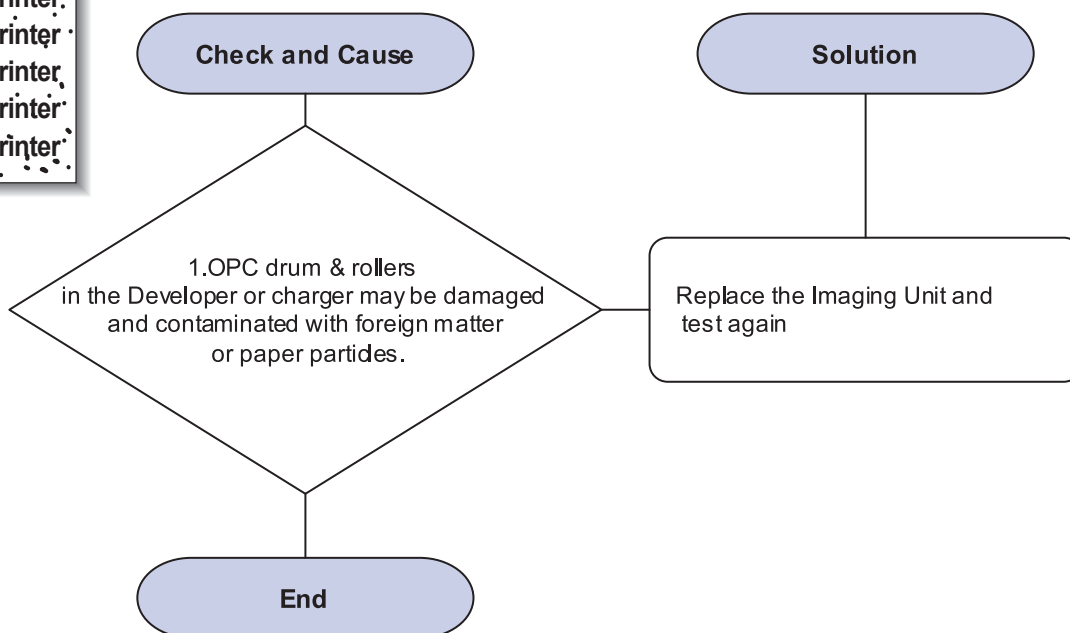 rinter
rinter
rinter
rinter
rinter
Check and Cause
Solution
1.OPC drum & rollers
in the Developer or charger may be damaged
and contaminated with foreign matter
or paper particles.
Replace the Imaging Unit and
test again
End